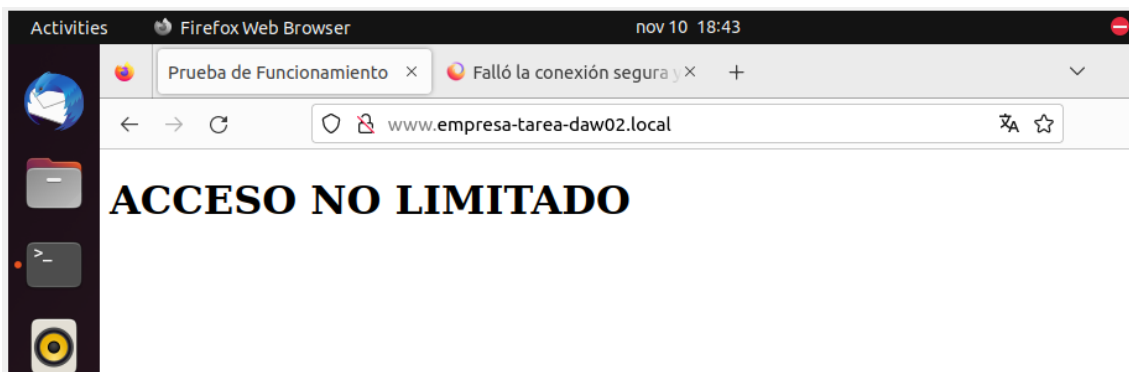 Activities Firefox Web Browser nov 10 18:43
Prueba de Funcionamiento × Falló la conexión segura y × +
www.empresa-tarea-daw02.local
ACCESO NO LIMITADO